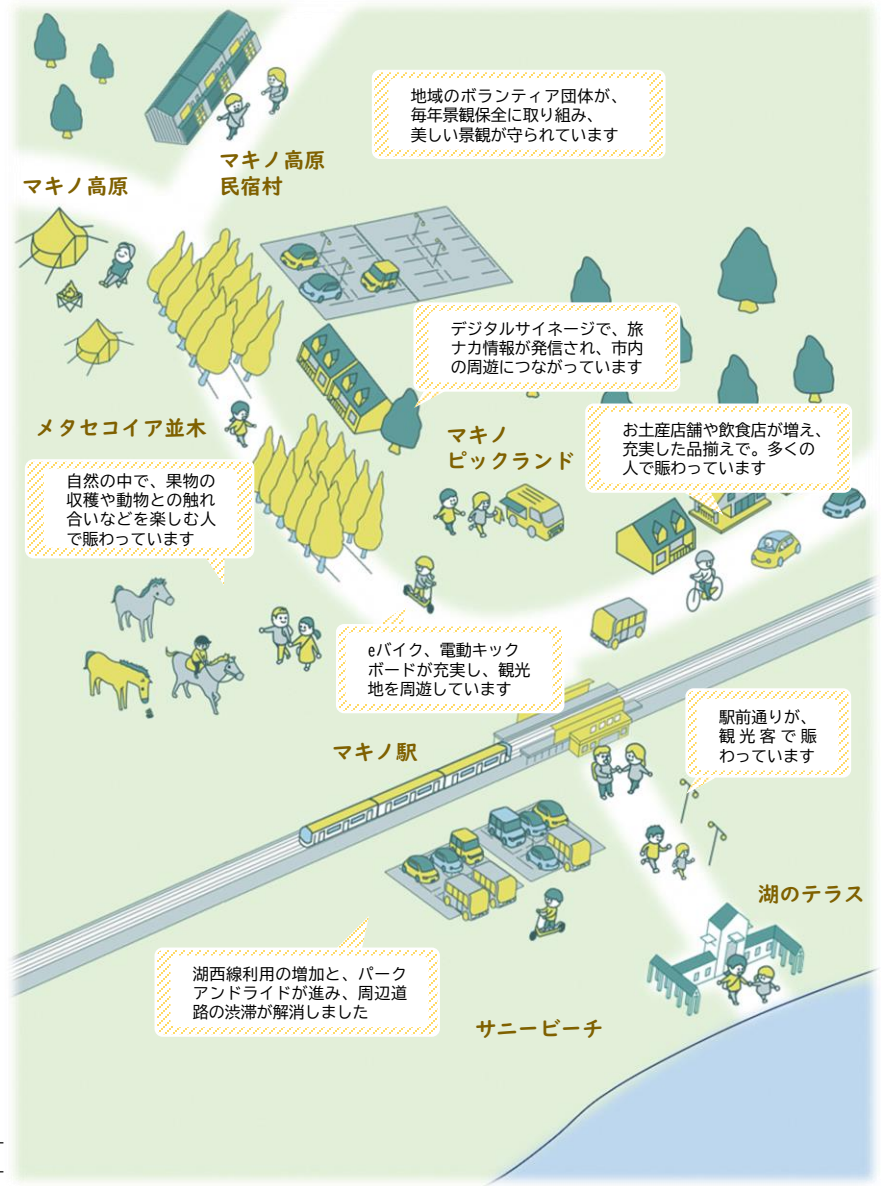 地域のボランティア団体が、
毎年景観保全に取り組み、
美しい景観が守られています
マキノ高原
民宿村
マキノ高原
デジタルサイネージで、旅
ナカ情報が発信され、市内
の周遊につながっています
メタセコイア並木
マキノ
ピックランド
お土産店舗や飲食店が増え、
充実した品揃えで。多くの
人で賑わっています
自然の中で、果物の
収穫や動物との触れ
合いなどを楽しむ人
で賑わっています
eバイク、電動キック
ボードが充実し、観光
地を周遊しています
駅前通りが、
観光客で賑
わっています
マキノ駅
湖のテラス
湖西線利用の増加と、パーク
アンドライドが進み、周辺道
路の渋滞が解消しました
サニービーチ